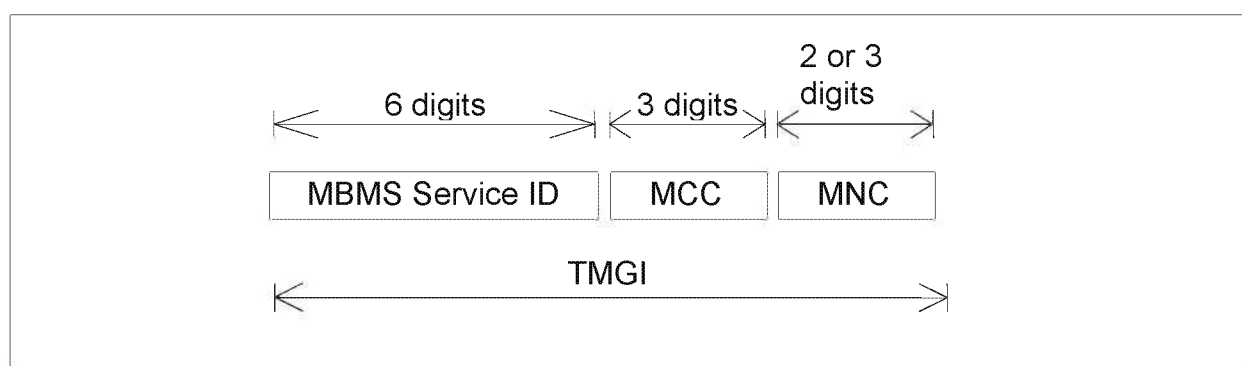 2 or 3
digits
6 digits
3 digits
MBMS Service ID
MCC
MNC
TMGI